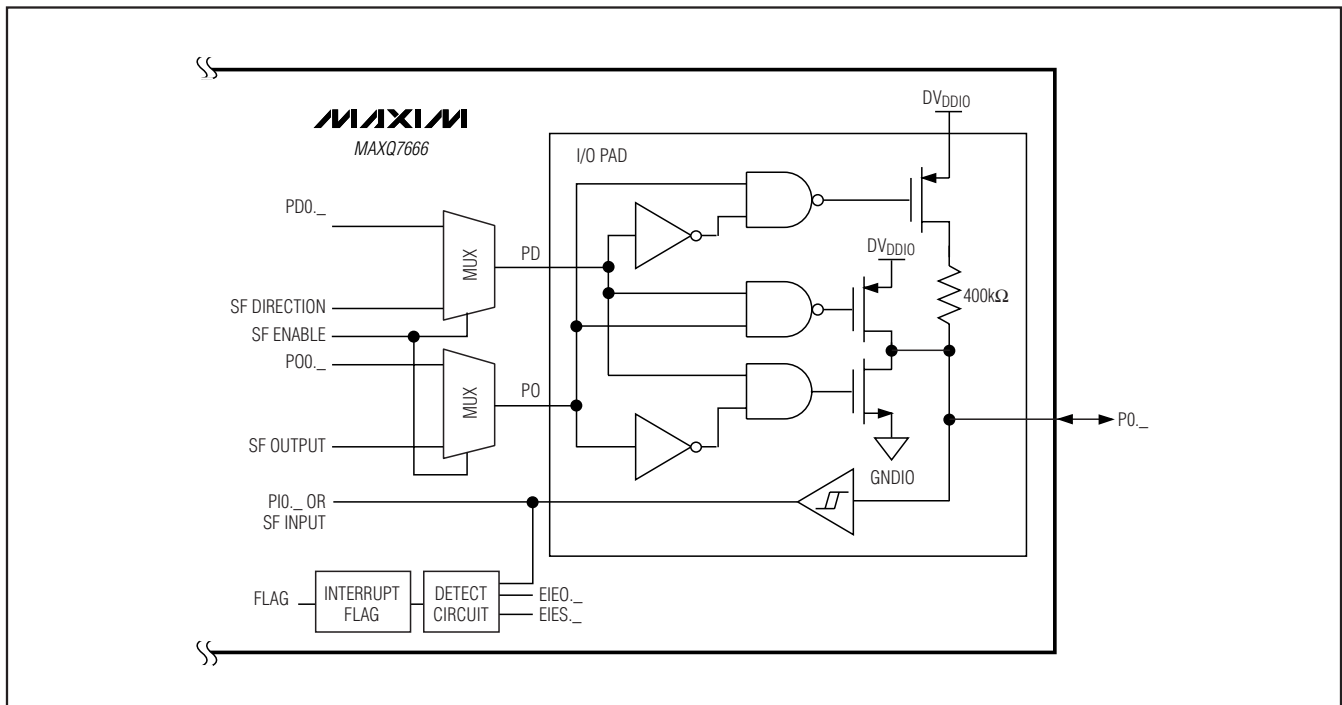 MAXIM
MAXQ7666
DVDDIO
I/O PAD
PD0._
MUX
PD
DVDDIO
400kΩ
SF DIRECTION
SF ENABLE
PO0._
MUX
PO
P0._
SF OUTPUT
GNDIO
PI0._ OR
SF INPUT
FLAG
INTERRUPT
FLAG
DETECT
CIRCUIT
EIE0._
EIES._